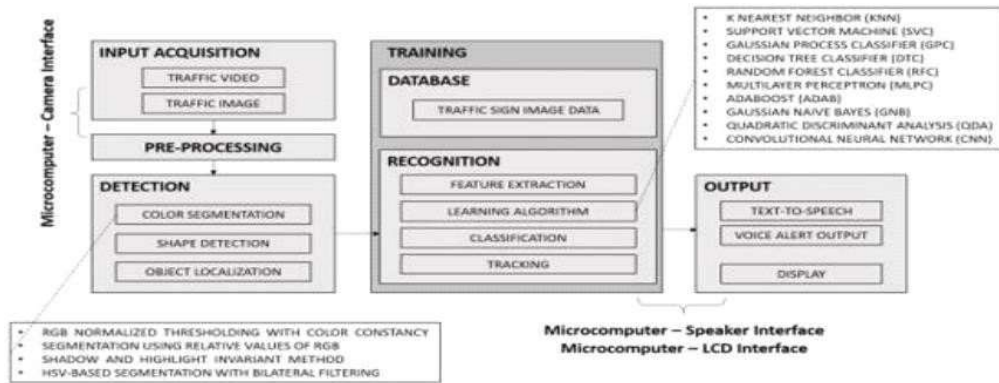 Microcomputer – Camera Interface
INPUT ACQUISITION
TRAFFIC VIDEO
TRAFFIC IMAGE
PRE-PROCESSING
DETECTION
COLOR SEGMENTATION
SHAPE DETECTION
OBJECT LOCALIZATION
• RGB NORMALIZED THRESHOLDING WITH COLOR CONSTANCY
• SEGMENTATION USING RELATIVE VALUES OF RGB
• SHADOW AND HIGHLIGHT INVARIANT METHOD
• HSV-BASED SEGMENTATION WITH BILATERAL FILTERING
TRAINING
DATABASE
TRAFFIC SIGN IMAGE DATA
RECOGNITION
FEATURE EXTRACTION
LEARNING ALGORITHM
CLASSIFICATION
TRACKING
• K NEAREST NEIGHBOR (KNN)
• SUPPORT VECTOR MACHINE (SVC)
• GAUSSIAN PROCESS CLASSIFIER (GPC)
• DECISION TREE CLASSIFIER (DTC)
• RANDOM FOREST CLASSIFIER (RFC)
• MULTILAYER PERCEPTRON (MLPC)
• ADABOOST (ADAB)
• GAUSSIAN NAIVE BAYES (GNB)
• QUADRATIC DISCRIMINANT ANALYSIS (QDA)
• CONVOLUTIONAL NEURAL NETWORK (CNN)
OUTPUT
TEXT-TO-SPEECH
VOICE ALERT OUTPUT
DISPLAY
Microcomputer – Speaker Interface
Microcomputer – LCD Interface